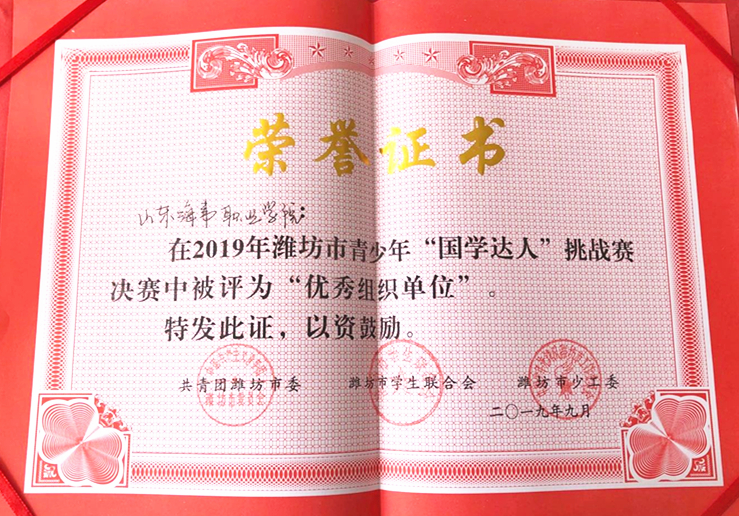 荣誉证书
山东海事职业学院：
在2019年潍坊市青少年“国学达人”挑战赛
决赛中被评为“优秀组织单位”。
特发此证，以资鼓励。
共青团潍坊市委 潍坊市学生联合会 潍坊市少工委
二〇一九年九月